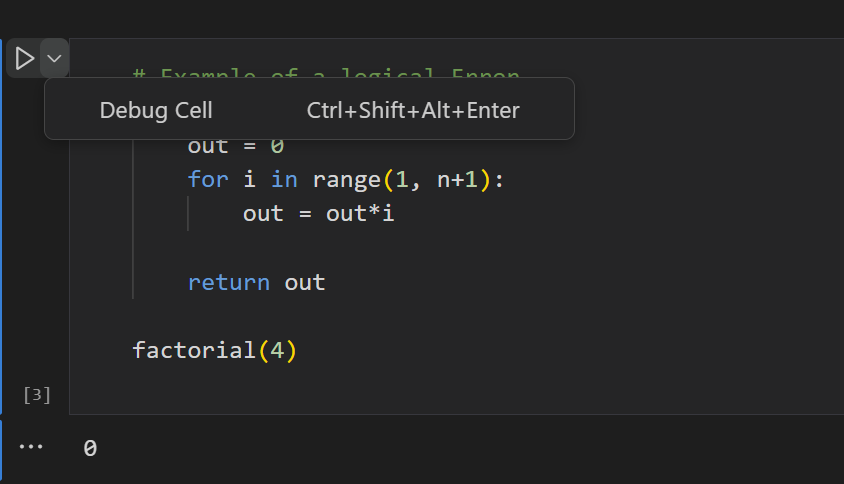 # Example of a logical Error
Debug Cell Ctrl+Shift+Alt+Enter
out = 0
for i in range(1, n+1):
out = out*i
return out
factorial(4)
[3]
... 0